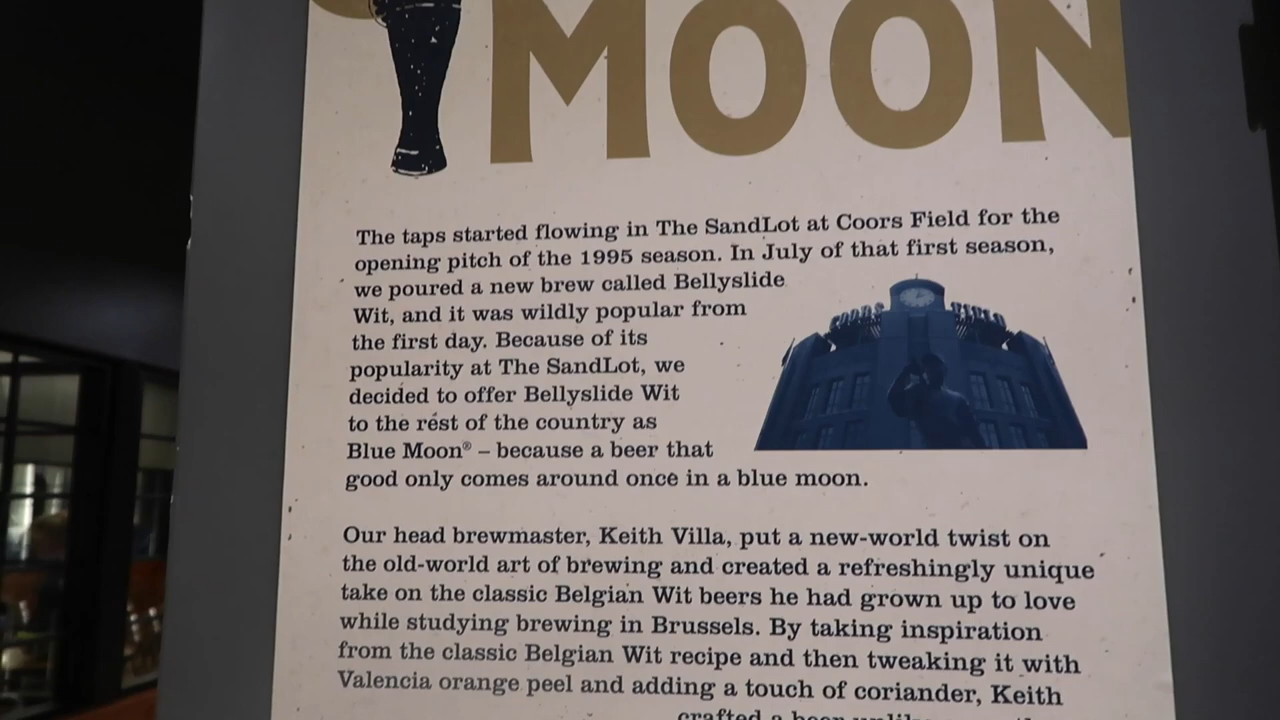 MOON
The taps started flowing in The SandLot at Coors Field for the
opening pitch of the 1995 season. In July of that first season,
we poured a new brew called Bellyslide
Wit, and it was wildly popular from
the first day. Because of its
popularity at The SandLot, we
decided to offer Bellyslide Wit
to the rest of the country as
Blue Moon® – because a beer that
good only comes around once in a blue moon.
COORS FIELD
Our head brewmaster, Keith Villa, put a new-world twist on
the old-world art of brewing and created a refreshingly unique
take on the classic Belgian Wit beers he had grown up to love
while studying brewing in Brussels. By taking inspiration
from the classic Belgian Wit recipe and then tweaking it with
Valencia orange peel and adding a touch of coriander, Keith
crafted a beer